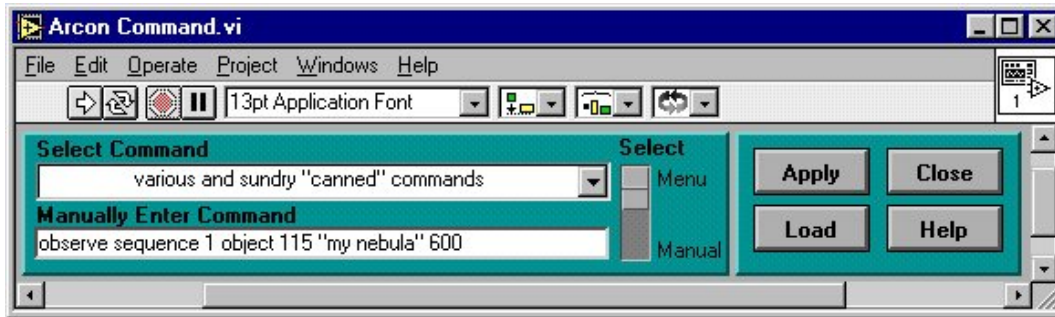 Arcon Command.vi
File Edit Operate Project Windows Help
13pt Application Font
1
Select Command
Select
various and sundry "canned" commands
Menu
Manually Enter Command
observe sequence 1 object 115 "my nebula" 600
Manual
Apply
Close
Load
Help